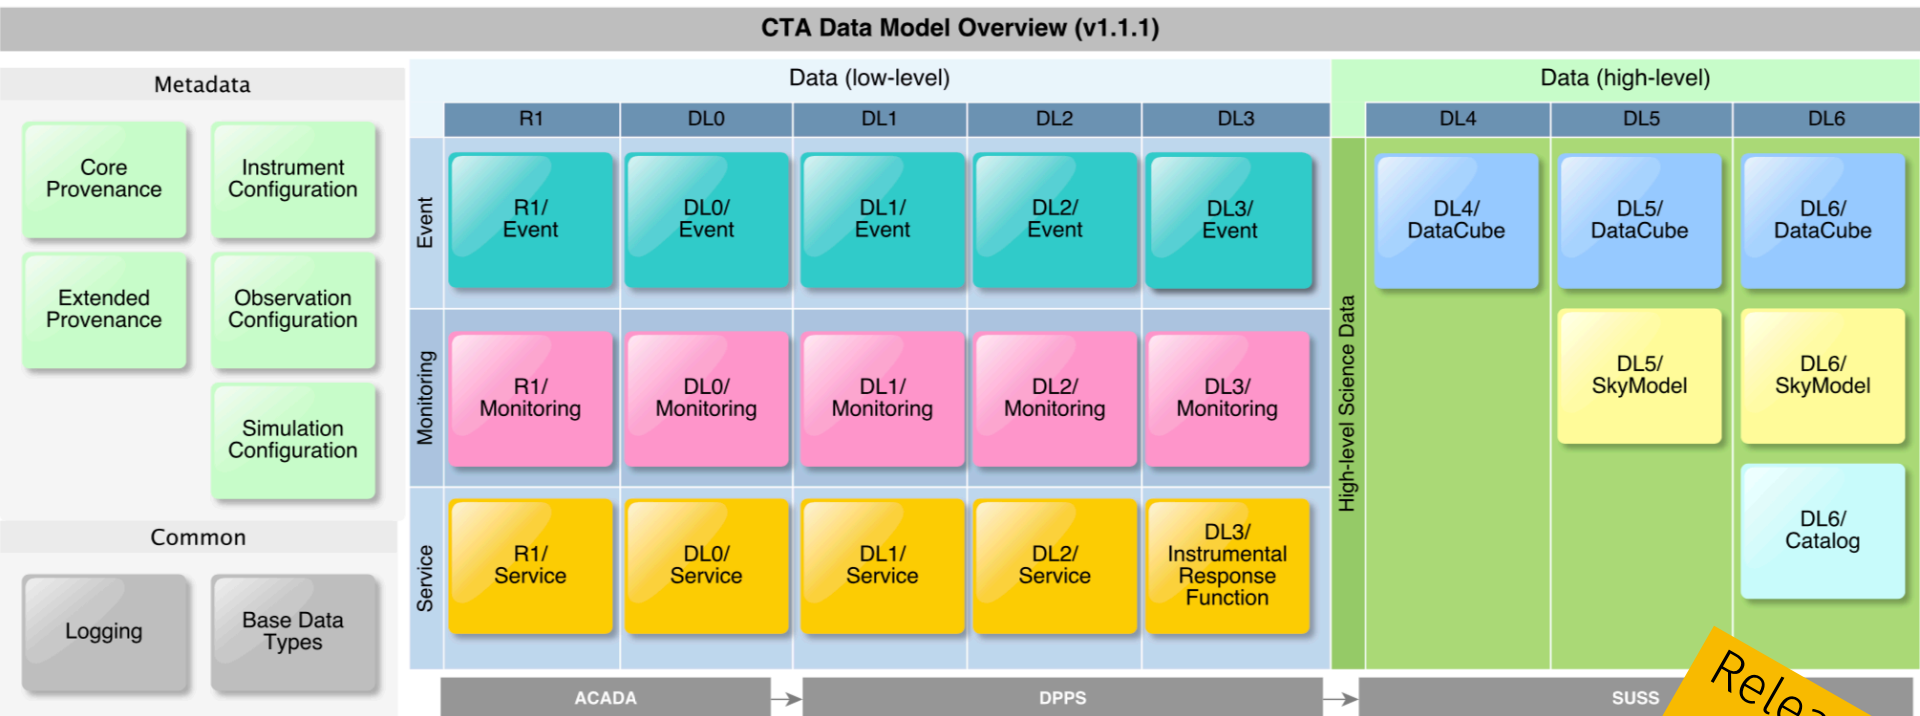 CTA Data Model Overview (v1.1.1)
Metadata
Core
Provenance
Instrument
Configuration
Extended
Provenance
Observation
Configuration
Simulation
Configuration
Common
Logging
Base Data
Types
Data (low-level)
Data (high-level)
R1
DL0
DL1
DL2
DL3
DL4
DL5
DL6
Event
R1/
Event
DL0/
Event
DL1/
Event
DL2/
Event
DL3/
Event
Monitoring
R1/
Monitoring
DL0/
Monitoring
DL1/
Monitoring
DL2/
Monitoring
DL3/
Monitoring
Service
R1/
Service
DL0/
Service
DL1/
Service
DL2/
Service
DL3/
Instrumental
Response
Function
High-level Science Data
DL4/
DataCube
DL5/
DataCube
DL6/
DataCube
DL5/
SkyModel
DL6/
SkyModel
DL6/
Catalog
ACADA
DPPS
SUSS